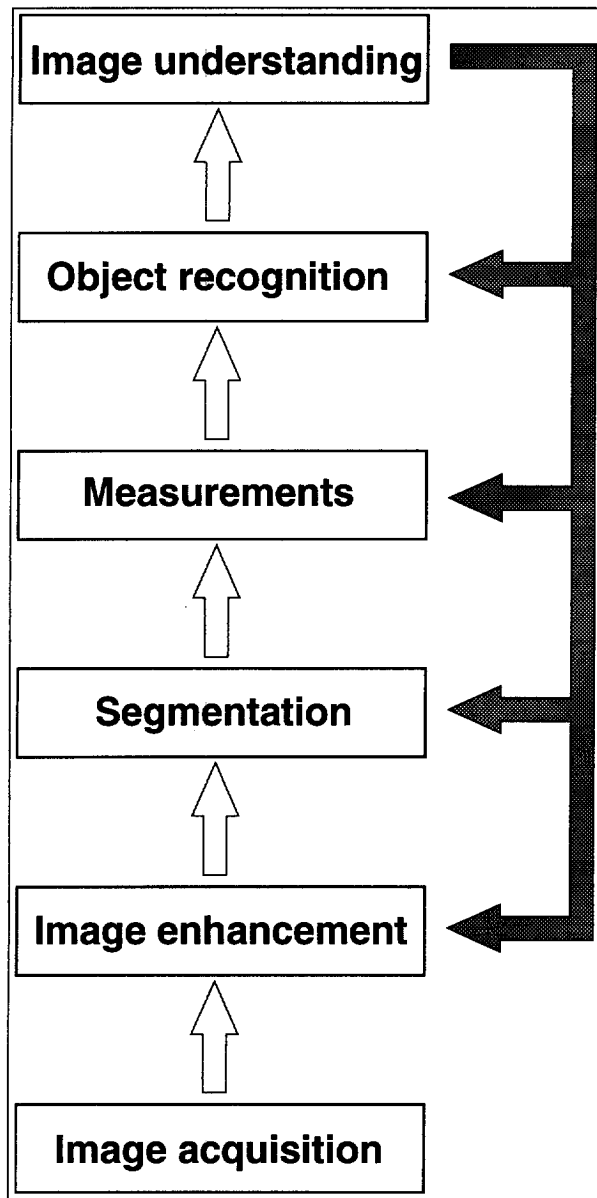 Image understanding
Object recognition
Measurements
Segmentation
Image enhancement
Image acquisition